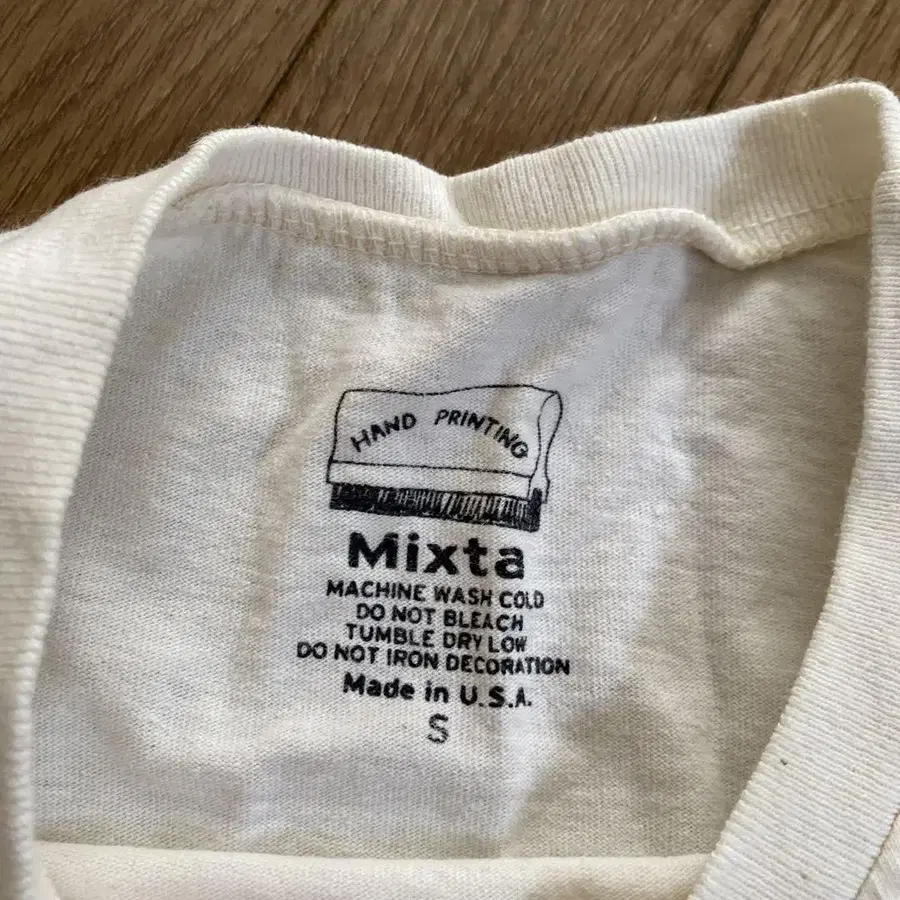 HAND PRINTING
Mixta
MACHINE WASH COLD
DO NOT BLEACH
TUMBLE DRY LOW
DO NOT IRON DECORATION
Made in U.S.A.
S